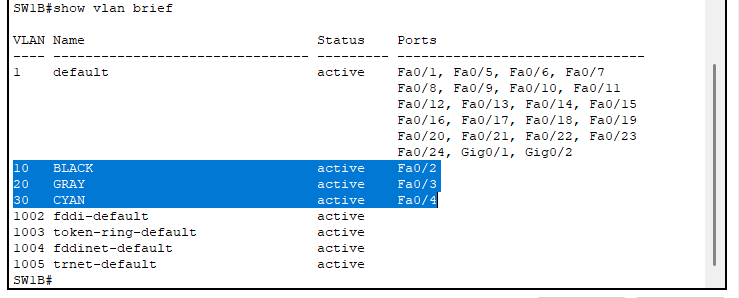 SW1B#show vlan brief
VLAN Name                             Status    Ports
---- -------------------------------- --------- -------------------------------
1    default                          active    Fa0/1, Fa0/5, Fa0/6, Fa0/7
                                                Fa0/8, Fa0/9, Fa0/10, Fa0/11
                                                Fa0/12, Fa0/13, Fa0/14, Fa0/15
                                                Fa0/16, Fa0/17, Fa0/18, Fa0/19
                                                Fa0/20, Fa0/21, Fa0/22, Fa0/23
                                                Fa0/24, Gig0/1, Gig0/2
10   BLACK                            active    Fa0/2
20   GRAY                             active    Fa0/3
30   CYAN                             active    Fa0/4
1002 fddi-default                     active
1003 token-ring-default               active
1004 fddinet-default                  active
1005 trnet-default                    active
SW1B#